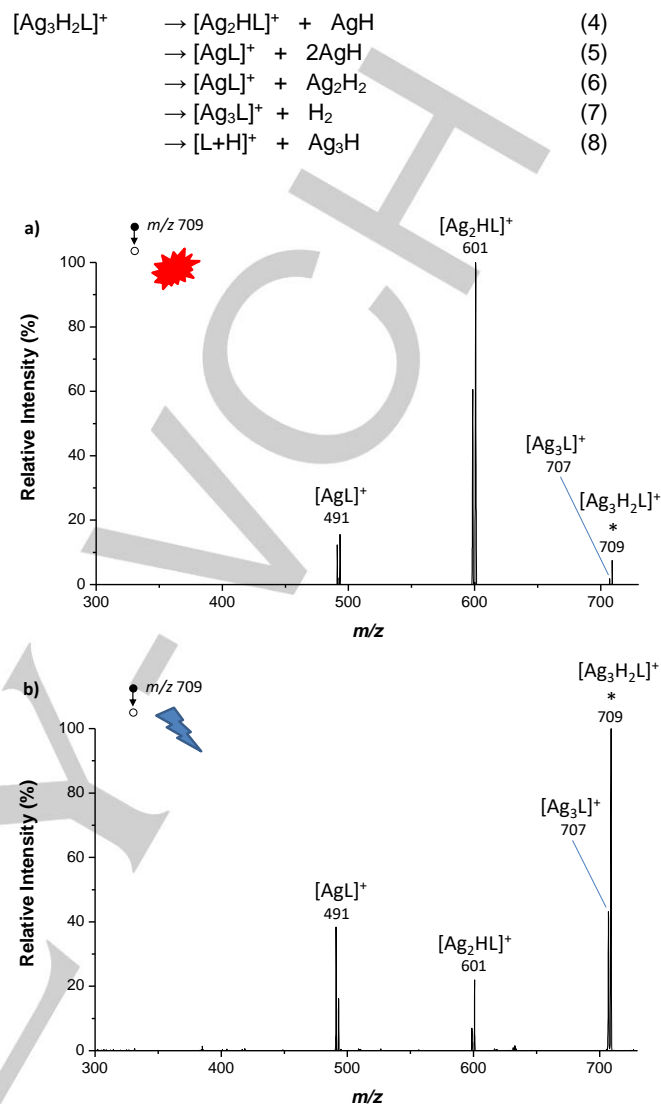 [Ag₃H₂L]⁺ → [Ag₂HL]⁺ + AgH (4)
→ [AgL]⁺ + 2AgH (5)
→ [AgL]⁺ + Ag₂H₂ (6)
→ [Ag₃L]⁺ + H₂ (7)
→ [L+H]⁺ + Ag₃H (8)
a)
m/z 709
[Ag₂HL]⁺
601
[Ag₃L]⁺
707
[Ag₃H₂L]⁺
*
709
[AgL]⁺
491
Relative Intensity (%)
100
80
60
40
20
0
300 400 500 600 700
m/z
b)
m/z 709
[Ag₃H₂L]⁺
*
709
[Ag₃L]⁺
707
[AgL]⁺
491
[Ag₂HL]⁺
601
Relative Intensity (%)
100
80
60
40
20
0
300 400 500 600 700
m/z
VCH
LY-